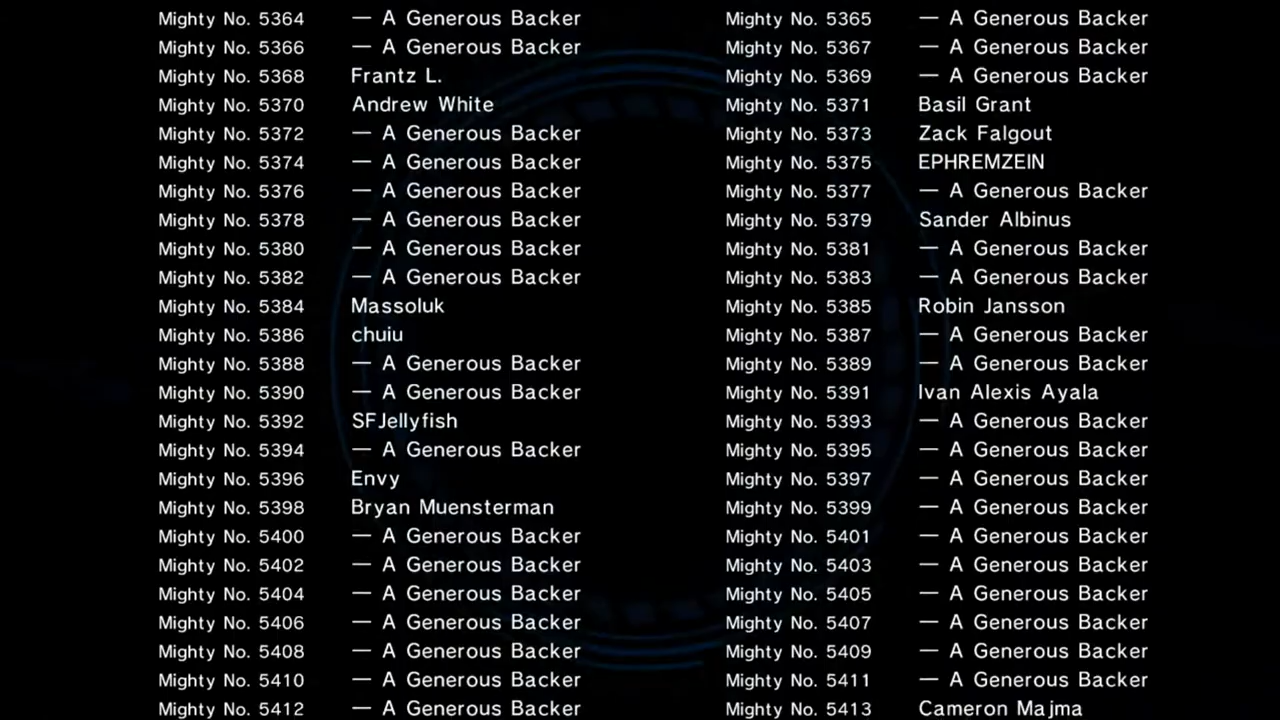 Mighty No. 5364 — A Generous Backer Mighty No. 5365 — A Generous Backer
Mighty No. 5366 — A Generous Backer Mighty No. 5367 — A Generous Backer
Mighty No. 5368 Frantz L. Mighty No. 5369 — A Generous Backer
Mighty No. 5370 Andrew White Mighty No. 5371 Basil Grant
Mighty No. 5372 — A Generous Backer Mighty No. 5373 Zack Falgout
Mighty No. 5374 — A Generous Backer Mighty No. 5375 EPHREMZEIN
Mighty No. 5376 — A Generous Backer Mighty No. 5377 — A Generous Backer
Mighty No. 5378 — A Generous Backer Mighty No. 5379 Sander Albinus
Mighty No. 5380 — A Generous Backer Mighty No. 5381 — A Generous Backer
Mighty No. 5382 — A Generous Backer Mighty No. 5383 — A Generous Backer
Mighty No. 5384 Massoluk Mighty No. 5385 Robin Jansson
Mighty No. 5386 chuiu Mighty No. 5387 — A Generous Backer
Mighty No. 5388 — A Generous Backer Mighty No. 5389 — A Generous Backer
Mighty No. 5390 — A Generous Backer Mighty No. 5391 Ivan Alexis Ayala
Mighty No. 5392 SFJellyfish Mighty No. 5393 — A Generous Backer
Mighty No. 5394 — A Generous Backer Mighty No. 5395 — A Generous Backer
Mighty No. 5396 Envy Mighty No. 5397 — A Generous Backer
Mighty No. 5398 Bryan Muensterman Mighty No. 5399 — A Generous Backer
Mighty No. 5400 — A Generous Backer Mighty No. 5401 — A Generous Backer
Mighty No. 5402 — A Generous Backer Mighty No. 5403 — A Generous Backer
Mighty No. 5404 — A Generous Backer Mighty No. 5405 — A Generous Backer
Mighty No. 5406 — A Generous Backer Mighty No. 5407 — A Generous Backer
Mighty No. 5408 — A Generous Backer Mighty No. 5409 — A Generous Backer
Mighty No. 5410 — A Generous Backer Mighty No. 5411 — A Generous Backer
Mighty No. 5412 — A Generous Backer Mighty No. 5413 Cameron Majma